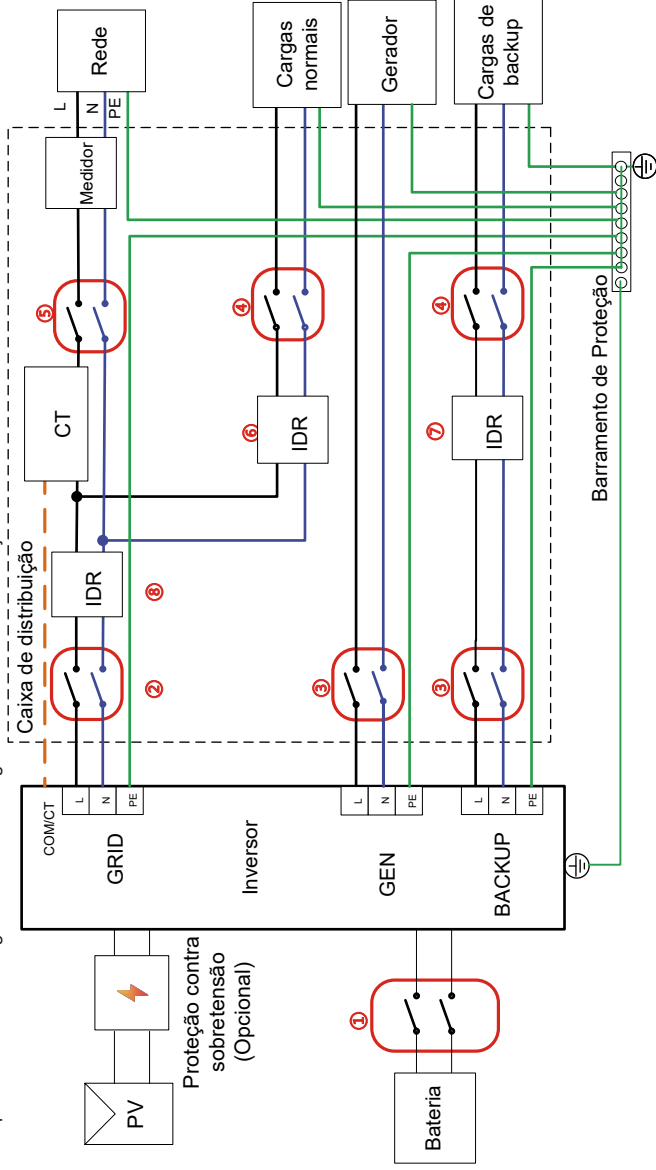 Caixa de distribuição
PV
Proteção contra
sobretensão
(Opcional)
Bateria
①
COM/CT
L
N
PE
GRID
Inversor
L
N
PE
GEN
L
N
PE
BACKUP
②
IDR
⑧
CT
⑤
Medidor
L
N
PE
Rede
⑥
IDR
④
Cargas
normais
③
Gerador
③
IDR
⑦
④
Cargas de
backup
Barramento de Proteção